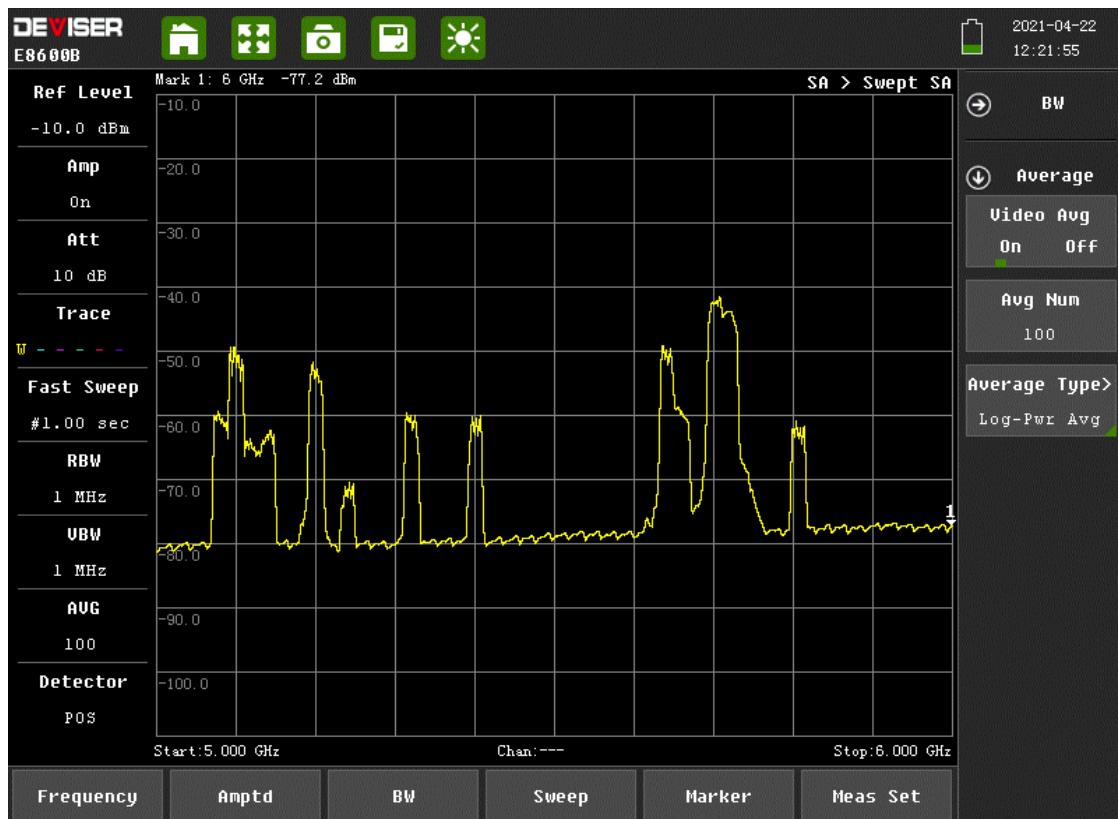 DEVISER
E8600B
2021-04-22
12:21:55
Ref Level
-10.0 dBm
Amp
On
Att
10 dB
Trace
W
Fast Sweep
#1.00 sec
RBW
1 MHz
VBW
1 MHz
AVG
100
Detector
POS
Mark 1: 6 GHz -77.2 dBm
SA > Swept SA
-10.0
-20.0
-30.0
-40.0
-50.0
-60.0
-70.0
-80.0
-90.0
-100.0
1
Start:5.000 GHz
Chan:---
Stop:6.000 GHz
BW
Average
Video Avg
On Off
Avg Num
100
Average Type>
Log-Pwr Avg
Frequency
Amptd
BW
Sweep
Marker
Meas Set